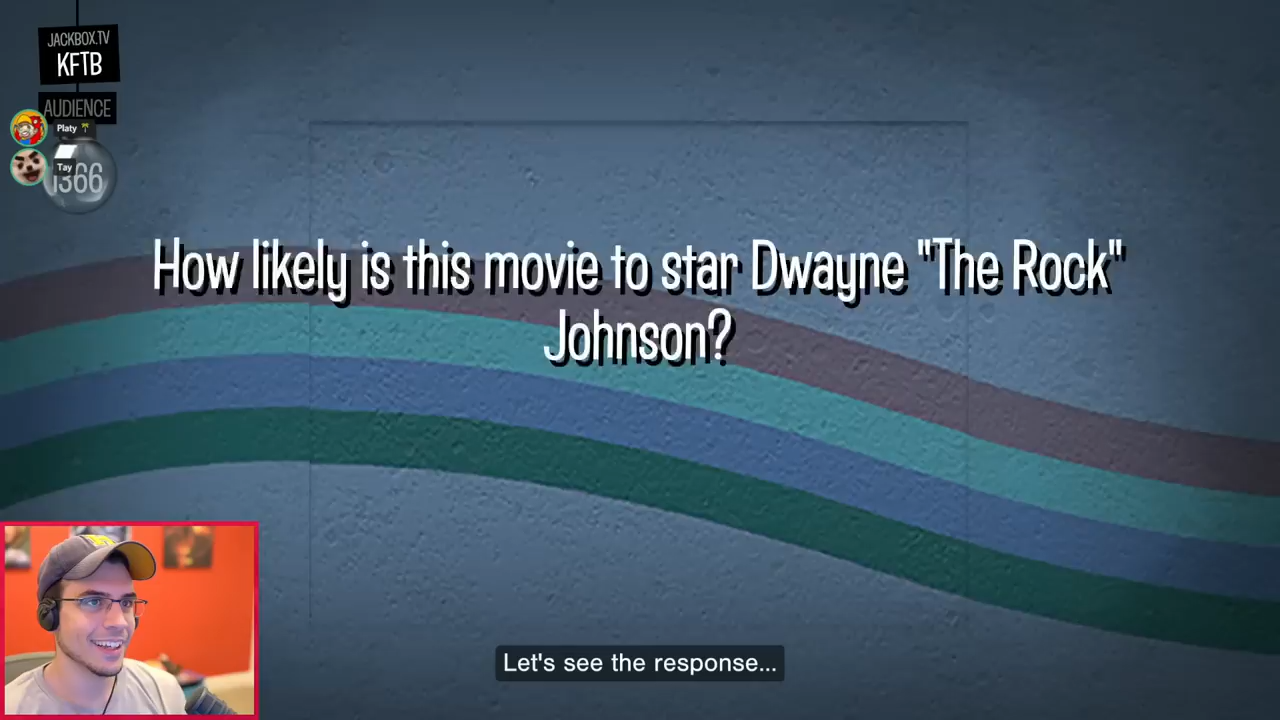 JACKBOX.TV
KFTB
AUDIENCE
Platy
Tay
1366
How likely is this movie to star Dwayne "The Rock"
Johnson?
Let's see the response...